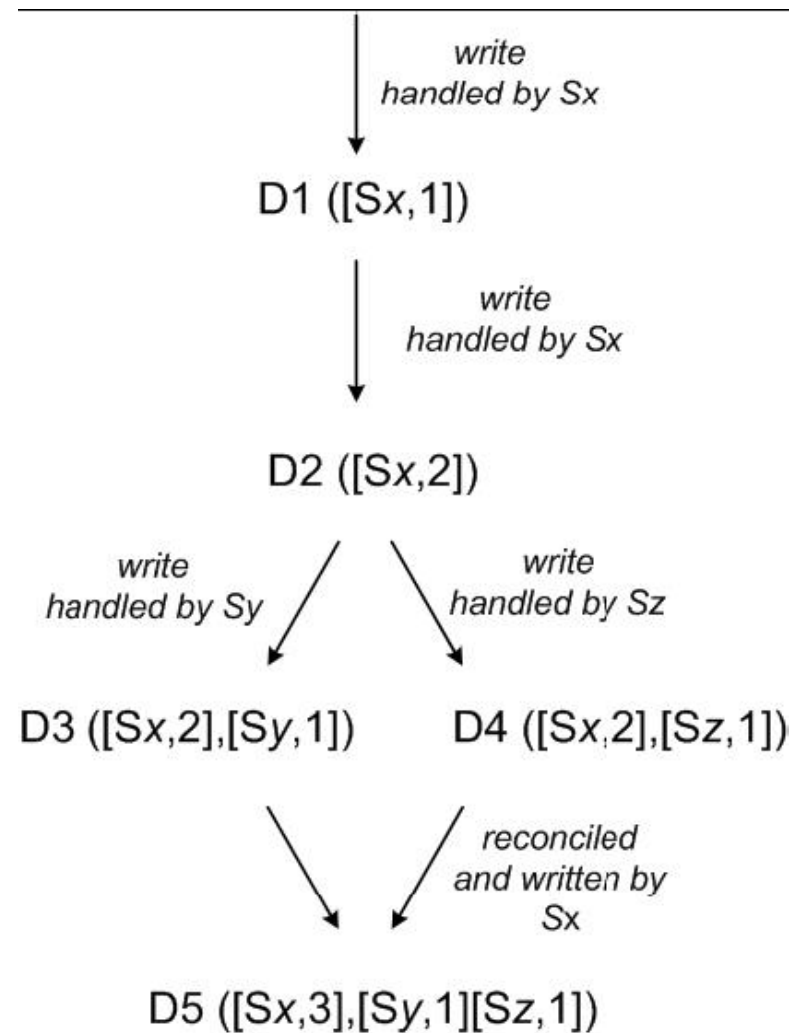 write
handled by Sx
D1 ([Sx,1])
write
handled by Sx
D2 ([Sx,2])
write
handled by Sy
write
handled by Sz
D3 ([Sx,2],[Sy,1])
D4 ([Sx,2],[Sz,1])
reconciled
and written by
Sx
D5 ([Sx,3],[Sy,1][Sz,1])